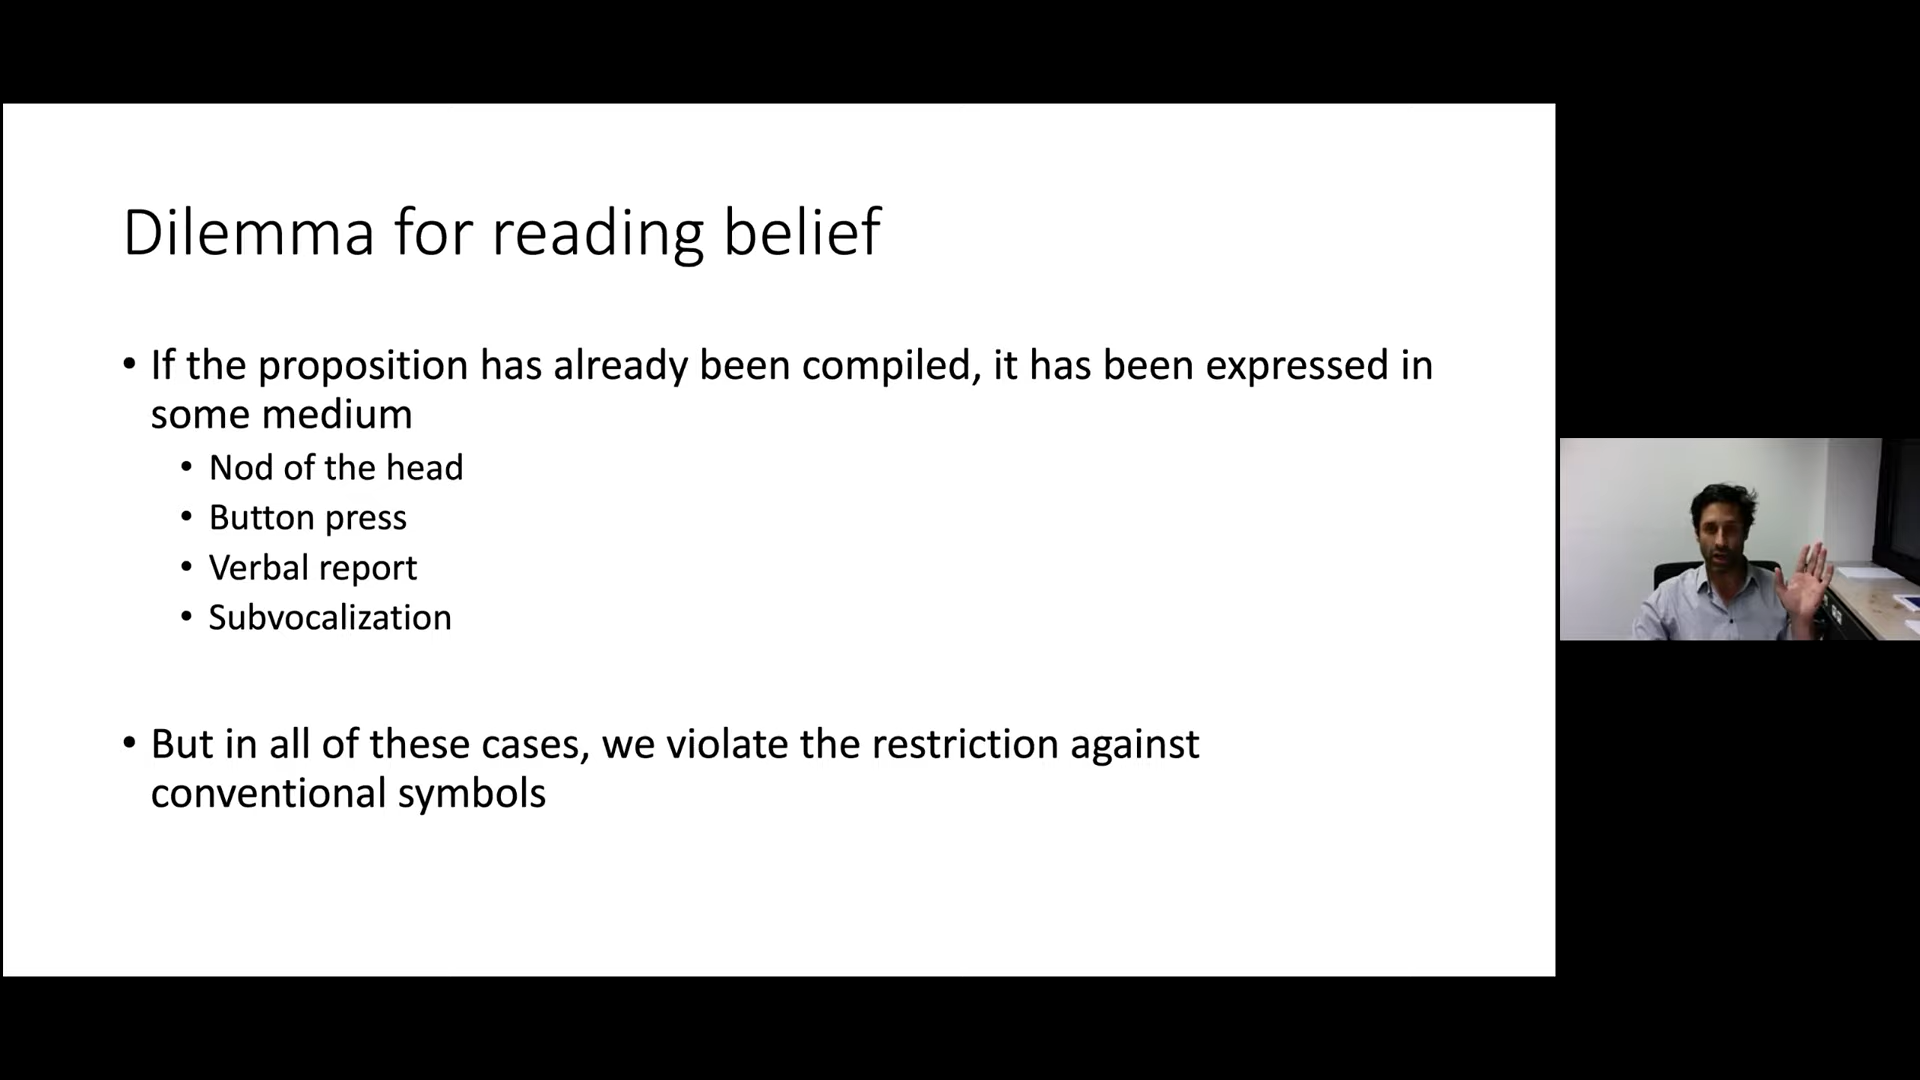 Dilemma for reading belief
• If the proposition has already been compiled, it has been expressed in
some medium
• Nod of the head
• Button press
• Verbal report
• Subvocalization
• But in all of these cases, we violate the restriction against
conventional symbols